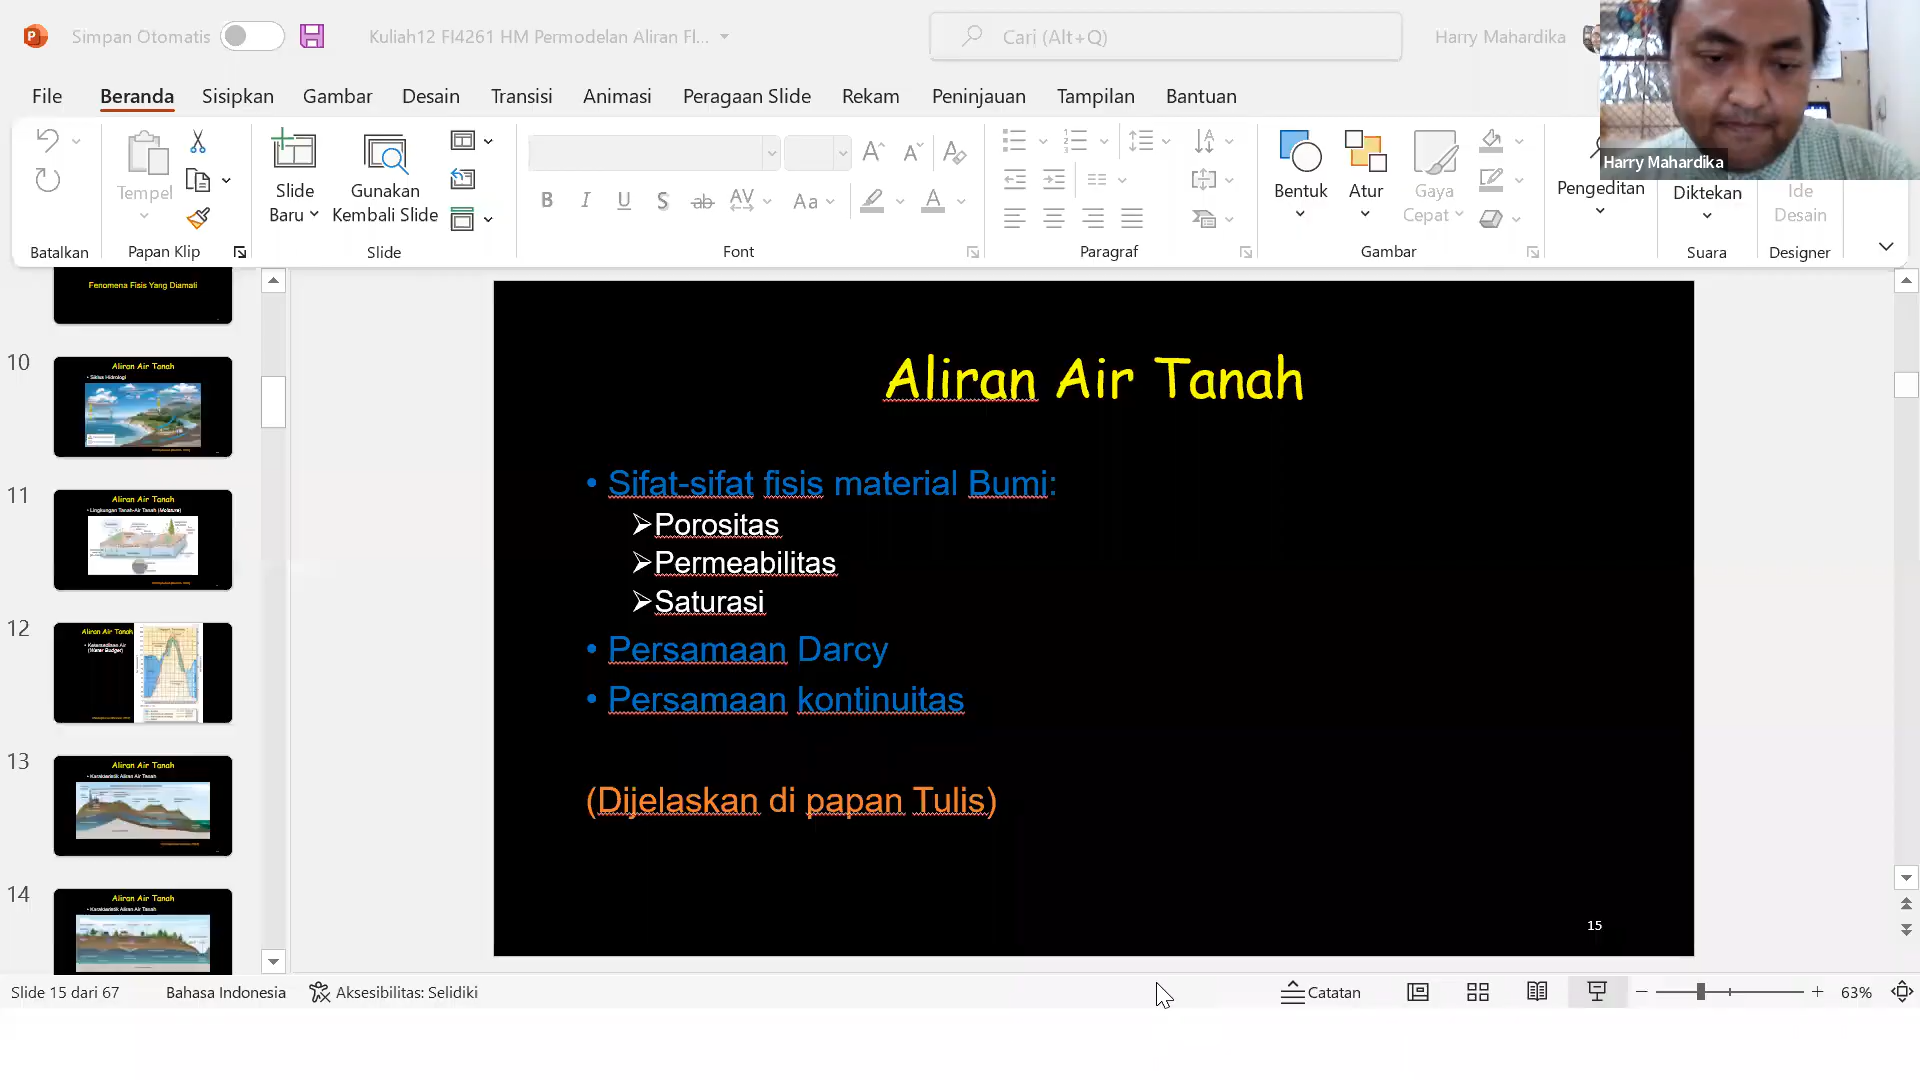 Simpan Otomatis
Kuliah12 FI4261 HM Permodelan Aliran Fl...
Cari (Alt+Q)
Harry Mahardika
File
Beranda
Sisipkan
Gambar
Desain
Transisi
Animasi
Peragaan Slide
Rekam
Peninjauan
Tampilan
Bantuan
Harry Mahardika
Tempel
Slide
Baru
Gunakan
Kembali Slide
Bentuk
Atur
Gaya
Cepat
Pengeditan
Diktekan
Ide
Desain
Batalkan
Papan Klip
Slide
Font
Paragraf
Gambar
Suara
Designer
Fenomena Fisis Yang Diamati
10
Aliran Air Tanah
• Siklus Hidrologi
11
Aliran Air Tanah
• Lingkungan Tanah-Air Tanah (Moisture)
12
Aliran Air Tanah
• Ketersediaan Air
(Water Budget)
13
Aliran Air Tanah
• Karakteristik Aliran Air Tanah
14
Aliran Air Tanah
• Karakteristik Aliran Air Tanah
Aliran Air Tanah
• Sifat-sifat fisis material Bumi:
➢Porositas
➢Permeabilitas
➢Saturasi
• Persamaan Darcy
• Persamaan kontinuitas
(Dijelaskan di papan Tulis)
15
Slide 15 dari 67
Bahasa Indonesia
Aksesibilitas: Selidiki
Catatan
63%